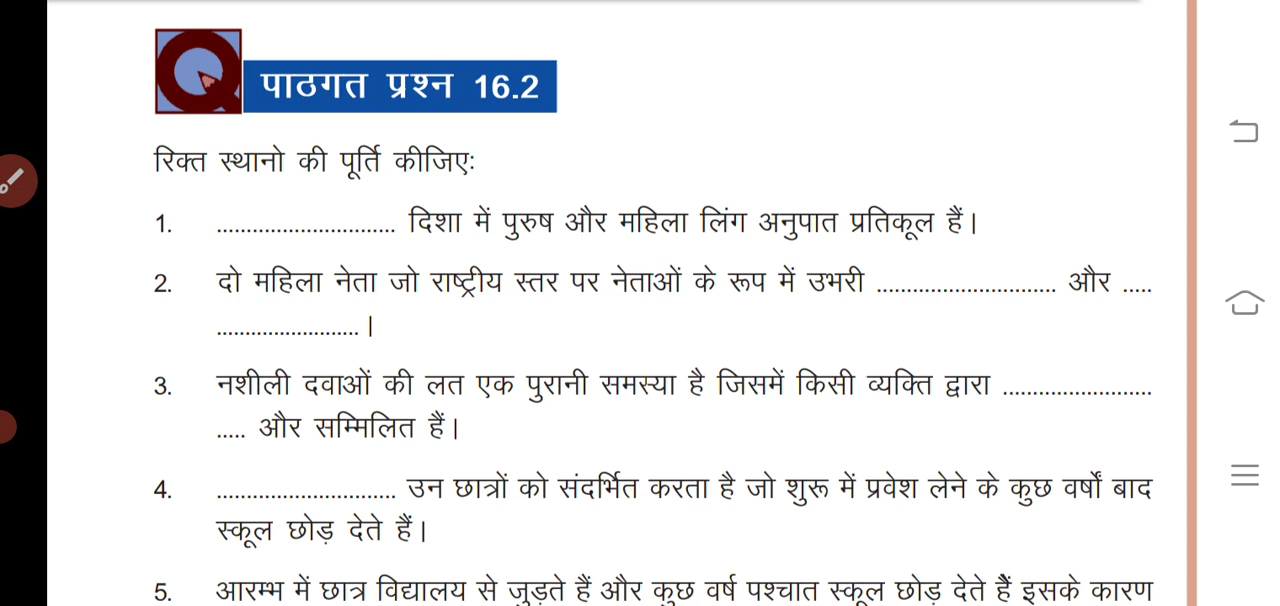 पाठगत प्रश्न 16.2
रिक्त स्थानो की पूर्ति कीजिएः
1. .............................. दिशा में पुरुष और महिला लिंग अनुपात प्रतिकूल हैं।
2. दो महिला नेता जो राष्ट्रीय स्तर पर नेताओं के रूप में उभरी .............................. और .....
........................ ।
3. नशीली दवाओं की लत एक पुरानी समस्या है जिसमें किसी व्यक्ति द्वारा .........................
..... और सम्मिलित हैं।
4. .............................. उन छात्रों को संदर्भित करता है जो शुरू में प्रवेश लेने के कुछ वर्षों बाद
स्कूल छोड़ देते हैं।
5. आरम्भ में छात्र विद्यालय से जुड़ते हैं और कुछ वर्ष पश्चात स्कूल छोड़ देते हैं इसके कारण